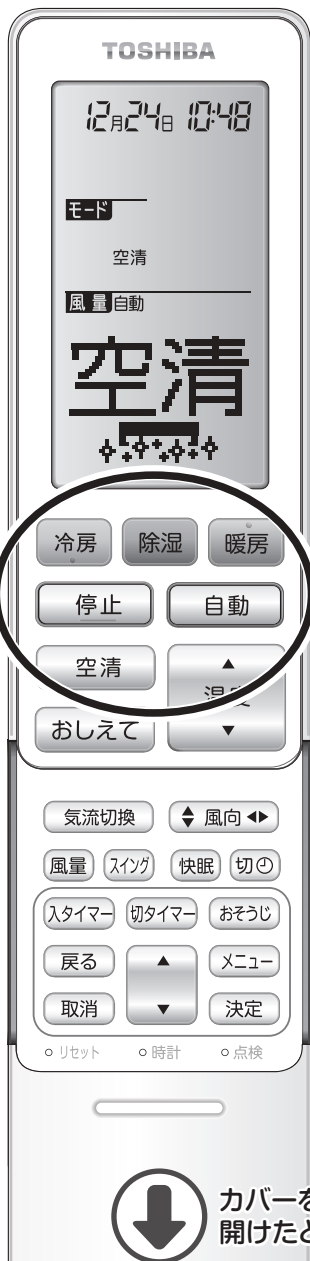 TOSHIBA
12月24日 10:48
モード
空清
風量 自動
空清
冷房 除湿 暖房
停止 自動
空清 ▲
温度
おしえて ▼
気流切換 風向
風量 スイング 快眠 切
入タイマー 切タイマー おそうじ
戻る ▲ メニュー
取消 ▼ 決定
リセット 時計 点検
カバーを
開けたと